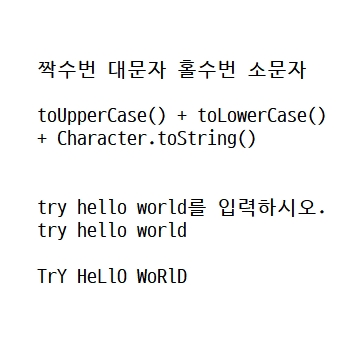 짝수번 대문자 홀수번 소문자
toUpperCase() + toLowerCase()
+ Character.toString()
try hello world를 입력하시오.
try hello world
TrY HeLlO WoRlD